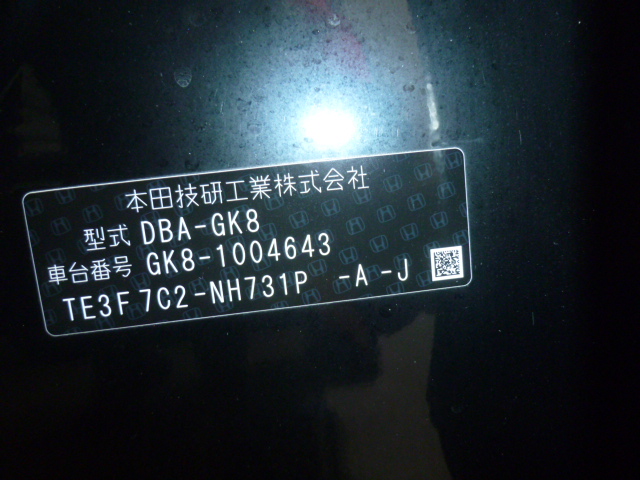 本田技研工業株式会社
型式 DBA-GK8
車台番号 GK8-1004643
TE3F 7C2-NH731P -A-J